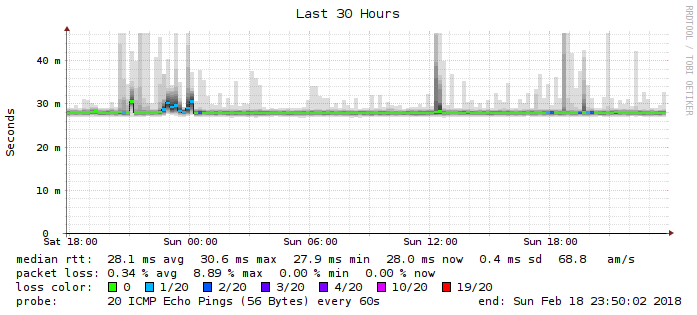 Last 30 Hours
RRDTOOL / TOBI OETIKER
Seconds
40 m
30 m
20 m
10 m
0
Sat 18:00 Sun 00:00 Sun 06:00 Sun 12:00 Sun 18:00
median rtt: 28.1 ms avg 30.6 ms max 27.9 ms min 28.0 ms now 0.4 ms sd 68.8 am/s
packet loss: 0.34 % avg 8.89 % max 0.00 % min 0.00 % now
loss color: 0 1/20 2/20 3/20 4/20 10/20 19/20
probe: 20 ICMP Echo Pings (56 Bytes) every 60s end: Sun Feb 18 23:50:02 2018